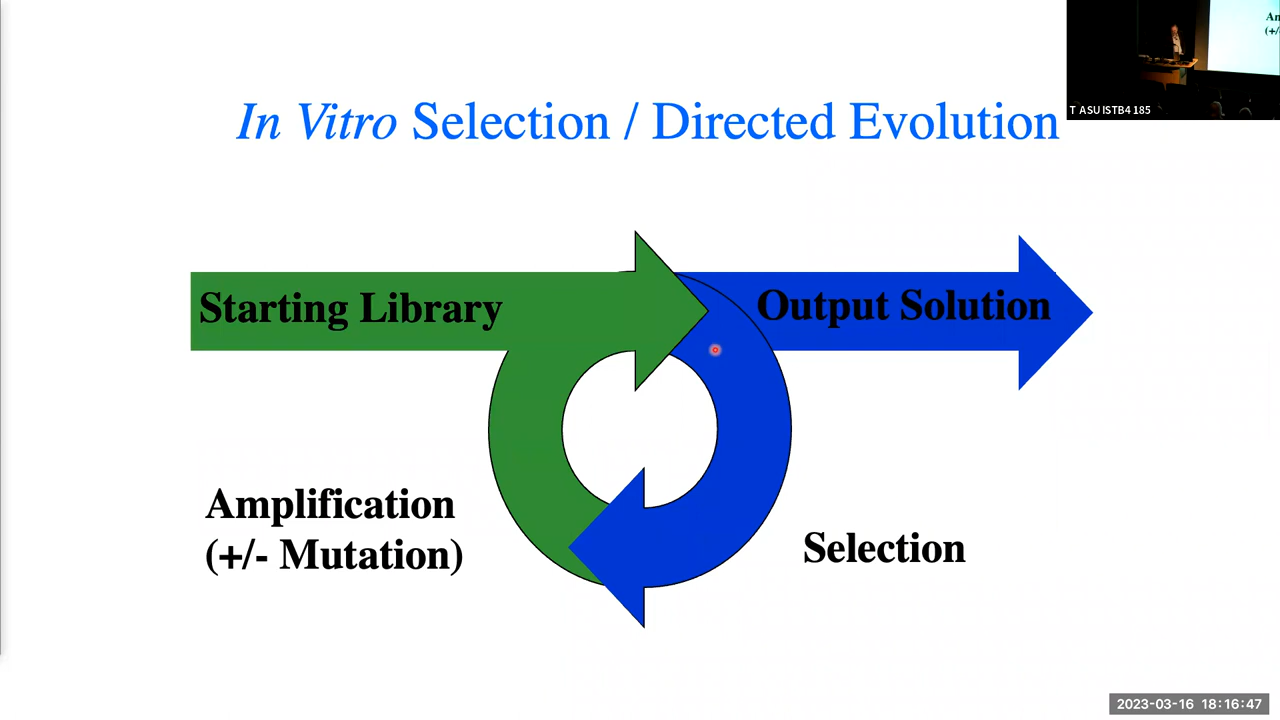 In Vitro Selection / Directed Evolution
Starting Library
Output Solution
Amplification
(+/- Mutation)
Selection
An
(+/-
T ASU ISTB4 185
2023-03-16 18:16:47